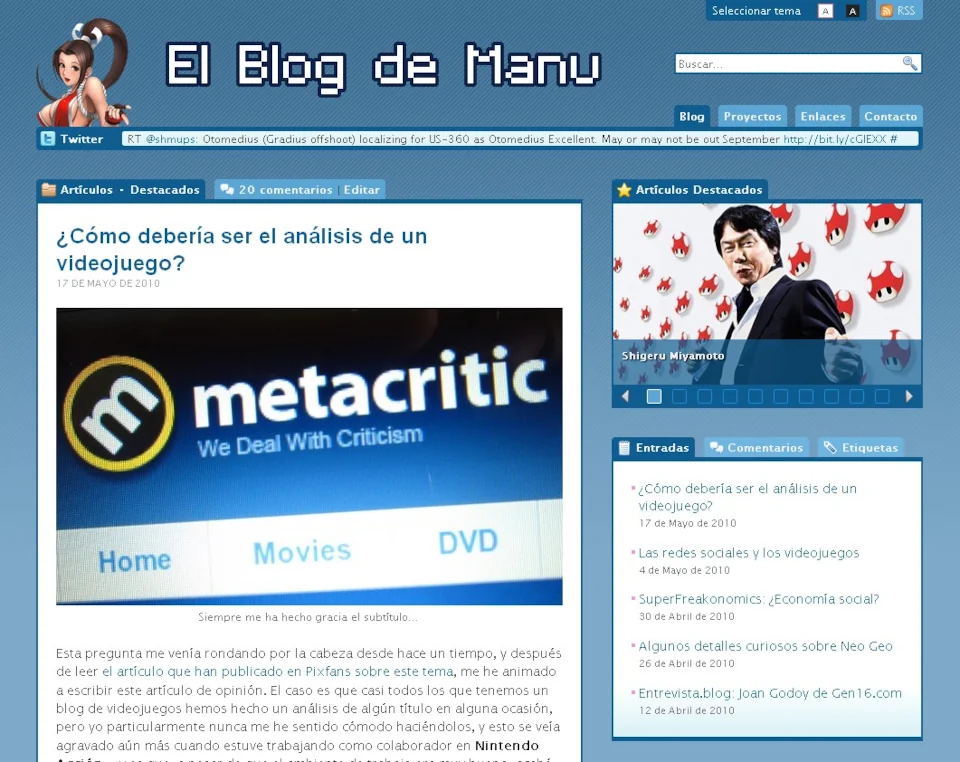 Seleccionar tema A A RSS
El Blog de Manu
Buscar...
Blog Proyectos Enlaces Contacto
Twitter RT @shmups: Otomedius (Gradius offshoot) localizing for US-360 as Otomedius Excellent. May or may not be out September http://bit.ly/cGIEXX #
Artículos - Destacados 20 comentarios | Editar
¿Cómo debería ser el análisis de un
videojuego?
17 DE MAYO DE 2010
m metacritic
We Deal With Criticism
Home Movies DVD
Siempre me ha hecho gracia el subtítulo...
Esta pregunta me venía rondando por la cabeza desde hace un tiempo, y después
de leer el artículo que han publicado en Pixfans sobre este tema, me he animado
a escribir este artículo de opinión. El caso es que casi todos los que tenemos un
blog de videojuegos hemos hecho un análisis de algún título en alguna ocasión,
pero yo particularmente nunca me he sentido cómodo haciéndolos, y esto se veía
agravado aún más cuando estuve trabajando como colaborador en Nintendo
Artículos Destacados
Shigeru Miyamoto
Entradas Comentarios Etiquetas
¿Cómo debería ser el análisis de un
videojuego?
17 de Mayo de 2010
Las redes sociales y los videojuegos
4 de Mayo de 2010
SuperFreakonomics: ¿Economía social?
30 de Abril de 2010
Algunos detalles curiosos sobre Neo Geo
26 de Abril de 2010
Entrevista.blog: Joan Godoy de Gen16.com
12 de Abril de 2010